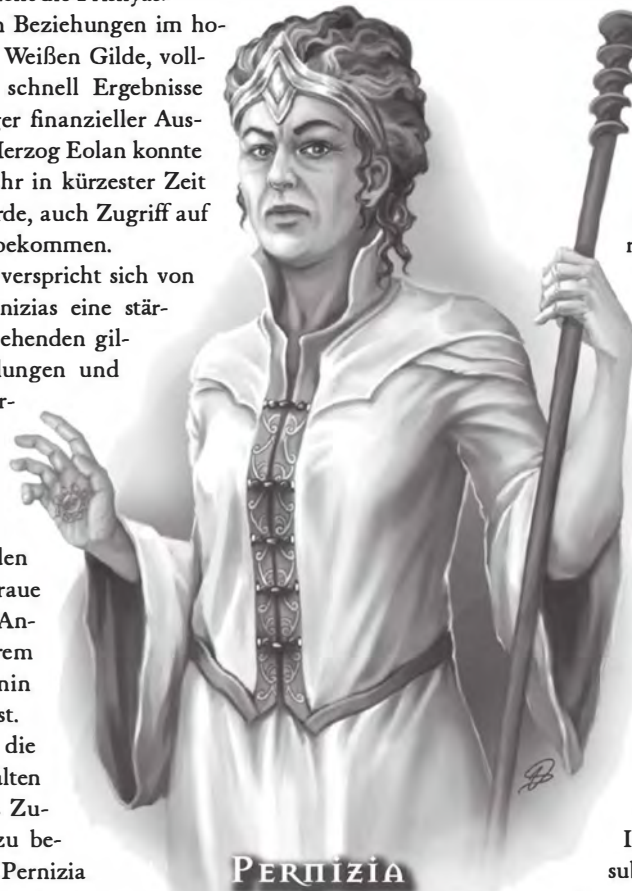 n Beziehungen im ho-
Weißen Gilde, voll-
schnell Ergebnisse
ger finanzieller Aus-
Herzog Eolan konnte
hr in kürzester Zeit
rde, auch Zugriff auf
bekommen.
verspricht sich von
nizias eine stär-
ehenden gil-
lungen und
r-
den
raue
An-
rem
nin
st.
die
alten
Zu-
zu be-
Pernizia
PERNIZIA
I
sul